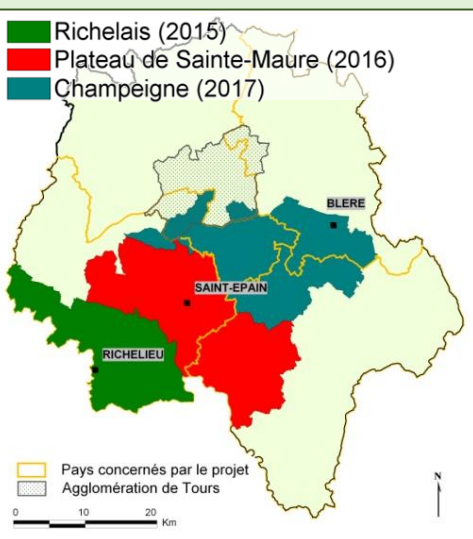 Richelais (2015)
Plateau de Sainte-Maure (2016)
Champeigne (2017)
BLERE
SAINT-EPAIN
RICHELIEU
Pays concernés par le projet
Agglomération de Tours
N
0 10 20
Km